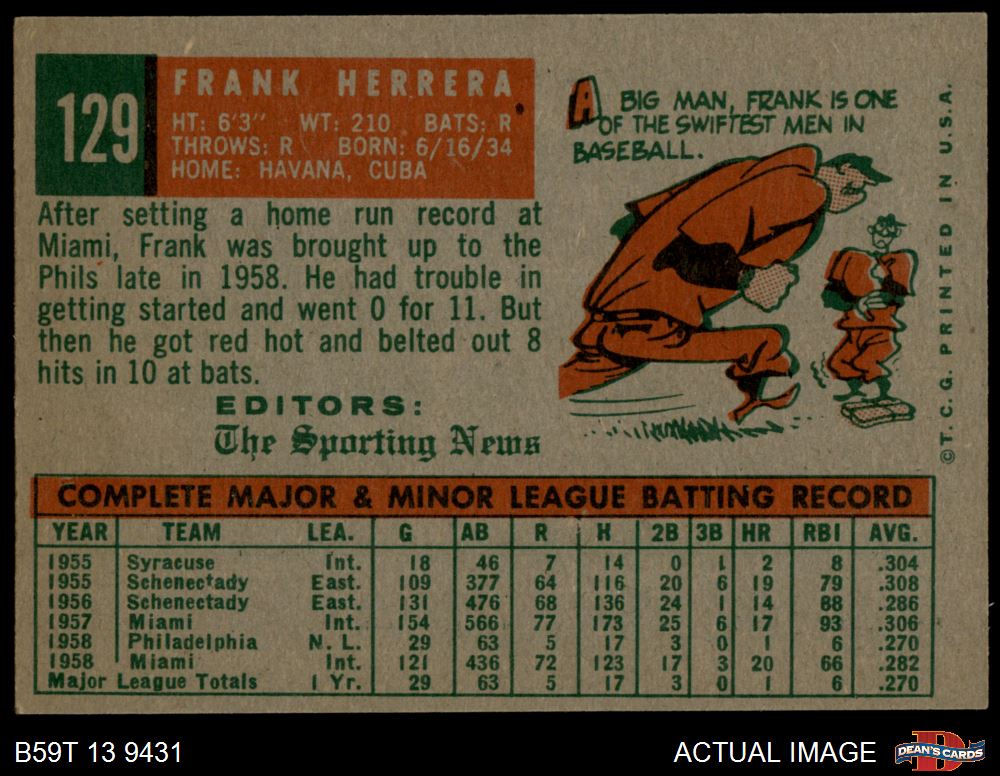 129
FRANK HERRERA
HT: 6'3" WT: 210 BATS: R
THROWS: R BORN: 6/16/34
HOME: HAVANA, CUBA
After setting a home run record at
Miami, Frank was brought up to the
Phils late in 1958. He had trouble in
getting started and went 0 for 11. But
then he got red hot and belted out 8
hits in 10 at bats.
EDITORS:
The Sporting News
A BIG MAN, FRANK IS ONE
OF THE SWIFTEST MEN IN
BASEBALL.
©T. C. G. PRINTED IN U.S.A.
COMPLETE MAJOR & MINOR LEAGUE BATTING RECORD
YEAR TEAM LEA. G AB R H 2B 3B HR RBI AVG.
1955 Syracuse Int. 18 46 7 14 0 1 2 8 .304
1955 Schenectady East. 109 377 64 116 20 6 19 79 .308
1956 Schenectady East. 131 476 68 136 24 1 14 88 .286
1957 Miami Int. 154 566 77 173 25 6 17 93 .306
1958 Philadelphia N. L. 29 63 5 17 3 0 1 6 .270
1958 Miami Int. 121 436 72 123 17 3 20 66 .282
Major League Totals 1 Yr. 29 63 5 17 3 0 1 6 .270
B59T 13 9431
ACTUAL IMAGE
DEAN'S CARDS